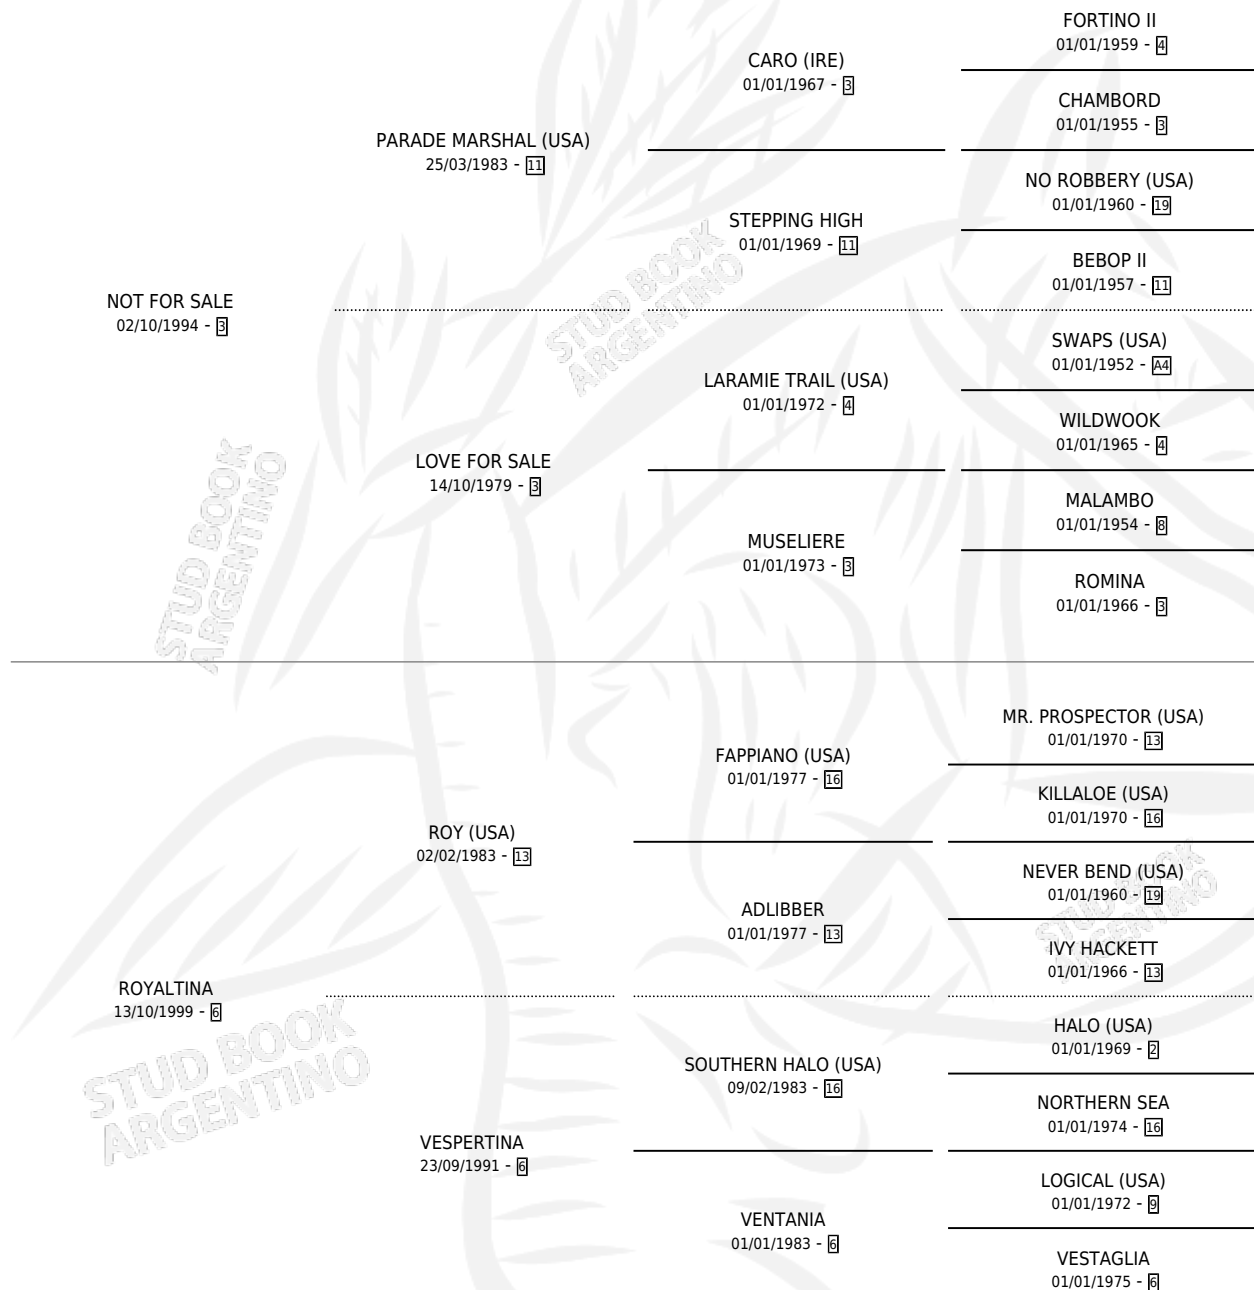 FORTINO II
01/01/1959 - 4
CARO (IRE)
01/01/1967 - 3
CHAMBORD
01/01/1955 - 3
PARADE MARSHAL (USA)
25/03/1983 - 11
NO ROBBERY (USA)
01/01/1960 - 19
STEPPING HIGH
01/01/1969 - 11
BEBOP II
01/01/1957 - 11
NOT FOR SALE
02/10/1994 - 3
SWAPS (USA)
01/01/1952 - A4
LARAMIE TRAIL (USA)
01/01/1972 - 4
WILDWOOK
01/01/1965 - 4
LOVE FOR SALE
14/10/1979 - 3
MALAMBO
01/01/1954 - 8
MUSELIERE
01/01/1973 - 3
ROMINA
01/01/1966 - 3
STUD BOOK
ARGENTINO
STUD BOOK
ARGENTINO
MR. PROSPECTOR (USA)
01/01/1970 - 13
FAPPIANO (USA)
01/01/1977 - 16
KILLALOE (USA)
01/01/1970 - 16
ROY (USA)
02/02/1983 - 13
NEVER BEND (USA)
01/01/1960 - 19
ADLIBBER
01/01/1977 - 13
IVY HACKETT
01/01/1966 - 13
STUD BOOK
ARGENTINO
ROYALTINA
13/10/1999 - 6
HALO (USA)
01/01/1969 - 2
SOUTHERN HALO (USA)
09/02/1983 - 16
NORTHERN SEA
01/01/1974 - 16
VESPERTINA
23/09/1991 - 6
LOGICAL (USA)
01/01/1972 - 9
VENTANIA
01/01/1983 - 6
VESTAGLIA
01/01/1975 - 6
STUD BOOK
ARGENTINO